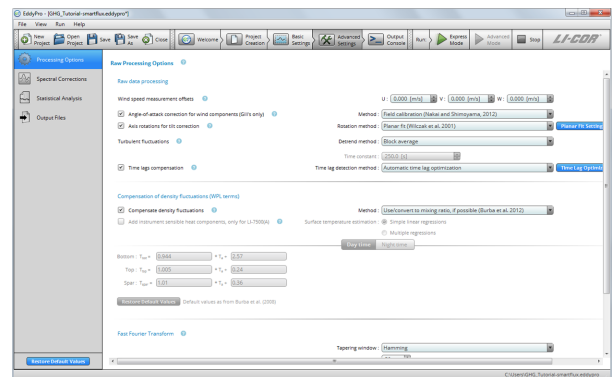 EddyPro - [GHG_Tutorial-smartflux.eddypro*]
File View Run Help
New Project Open Project Save Save As Close Welcome Project Creation Basic Settings Advanced Settings Output Console Run: Express Mode Advanced Mode Stop LI-COR
Processing Options
Spectral Corrections
Statistical Analysis
Output Files
Raw Processing Options
Raw data processing
Wind speed measurement offsets U : 0.000 [m/s] V : 0.000 [m/s] W : 0.000 [m/s]
Angle-of-attack correction for wind components (Gill's only) Method : Field calibration (Nakai and Shimoyama, 2012)
Axis rotations for tilt correction Rotation method : Planar fit (Wilczak et al. 2001) Planar Fit Setting
Turbulent fluctuations Detrend method : Block average
Time constant : 250.0 [s]
Time lags compensation Time lag detection method : Automatic time lag optimization Time Lag Optimiz
Compensation of density fluctuations (WPL terms)
Compensate density fluctuations Method : Use/convert to mixing ratio, if possible (Burba et al. 2012)
Add instrument sensible heat components, only for LI-7500(A) Surface temperature estimation : Simple linear regressions
Multiple regressions
Day time Night-time
Bottom : 0.944 2.57
Top : 1.005 0.24
Spar : 1.01 0.36
Restore Default Values Default values as from Burba et al. (2008)
Fast Fourier Transform
Tapering window : Hamming
Restore Default Values
C:\Users\GHG_Tutorial-smartflux.eddypro